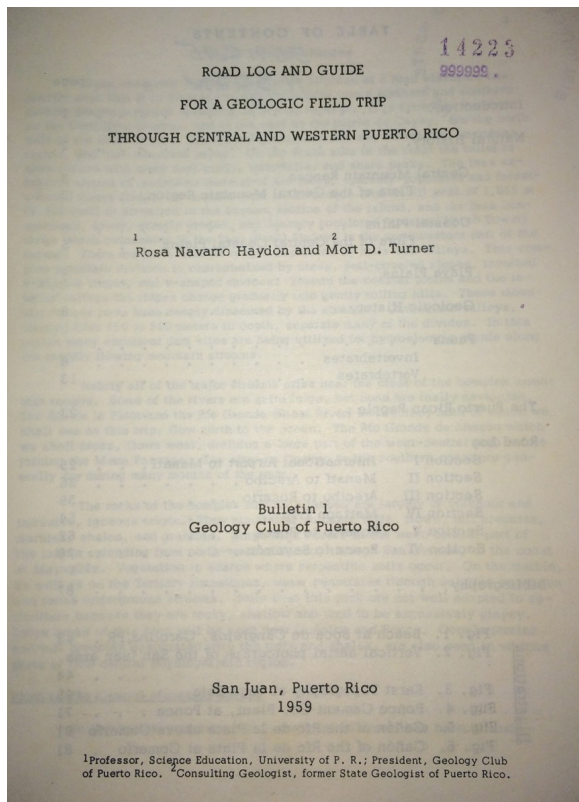 14223
999999.
ROAD LOG AND GUIDE
FOR A GEOLOGIC FIELD TRIP
THROUGH CENTRAL AND WESTERN PUERTO RICO
1 2
Rosa Navarro Haydon and Mort D. Turner
Bulletin 1
Geology Club of Puerto Rico
San Juan, Puerto Rico
1959
1Professor, Science Education, University of P. R.; President, Geology Club
of Puerto Rico. 2Consulting Geologist, former State Geologist of Puerto Rico.